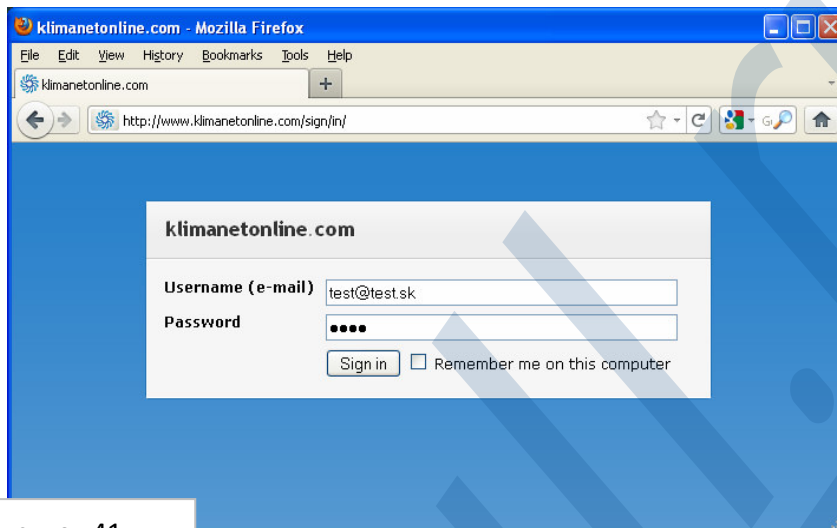 klimanetonline.com - Mozilla Firefox
File Edit View History Bookmarks Tools Help
klimanetonline.com
http://www.klimanetonline.com/sign/in/
klimanetonline.com
Username (e-mail) test@test.sk
Password ••••
Sign in Remember me on this computer